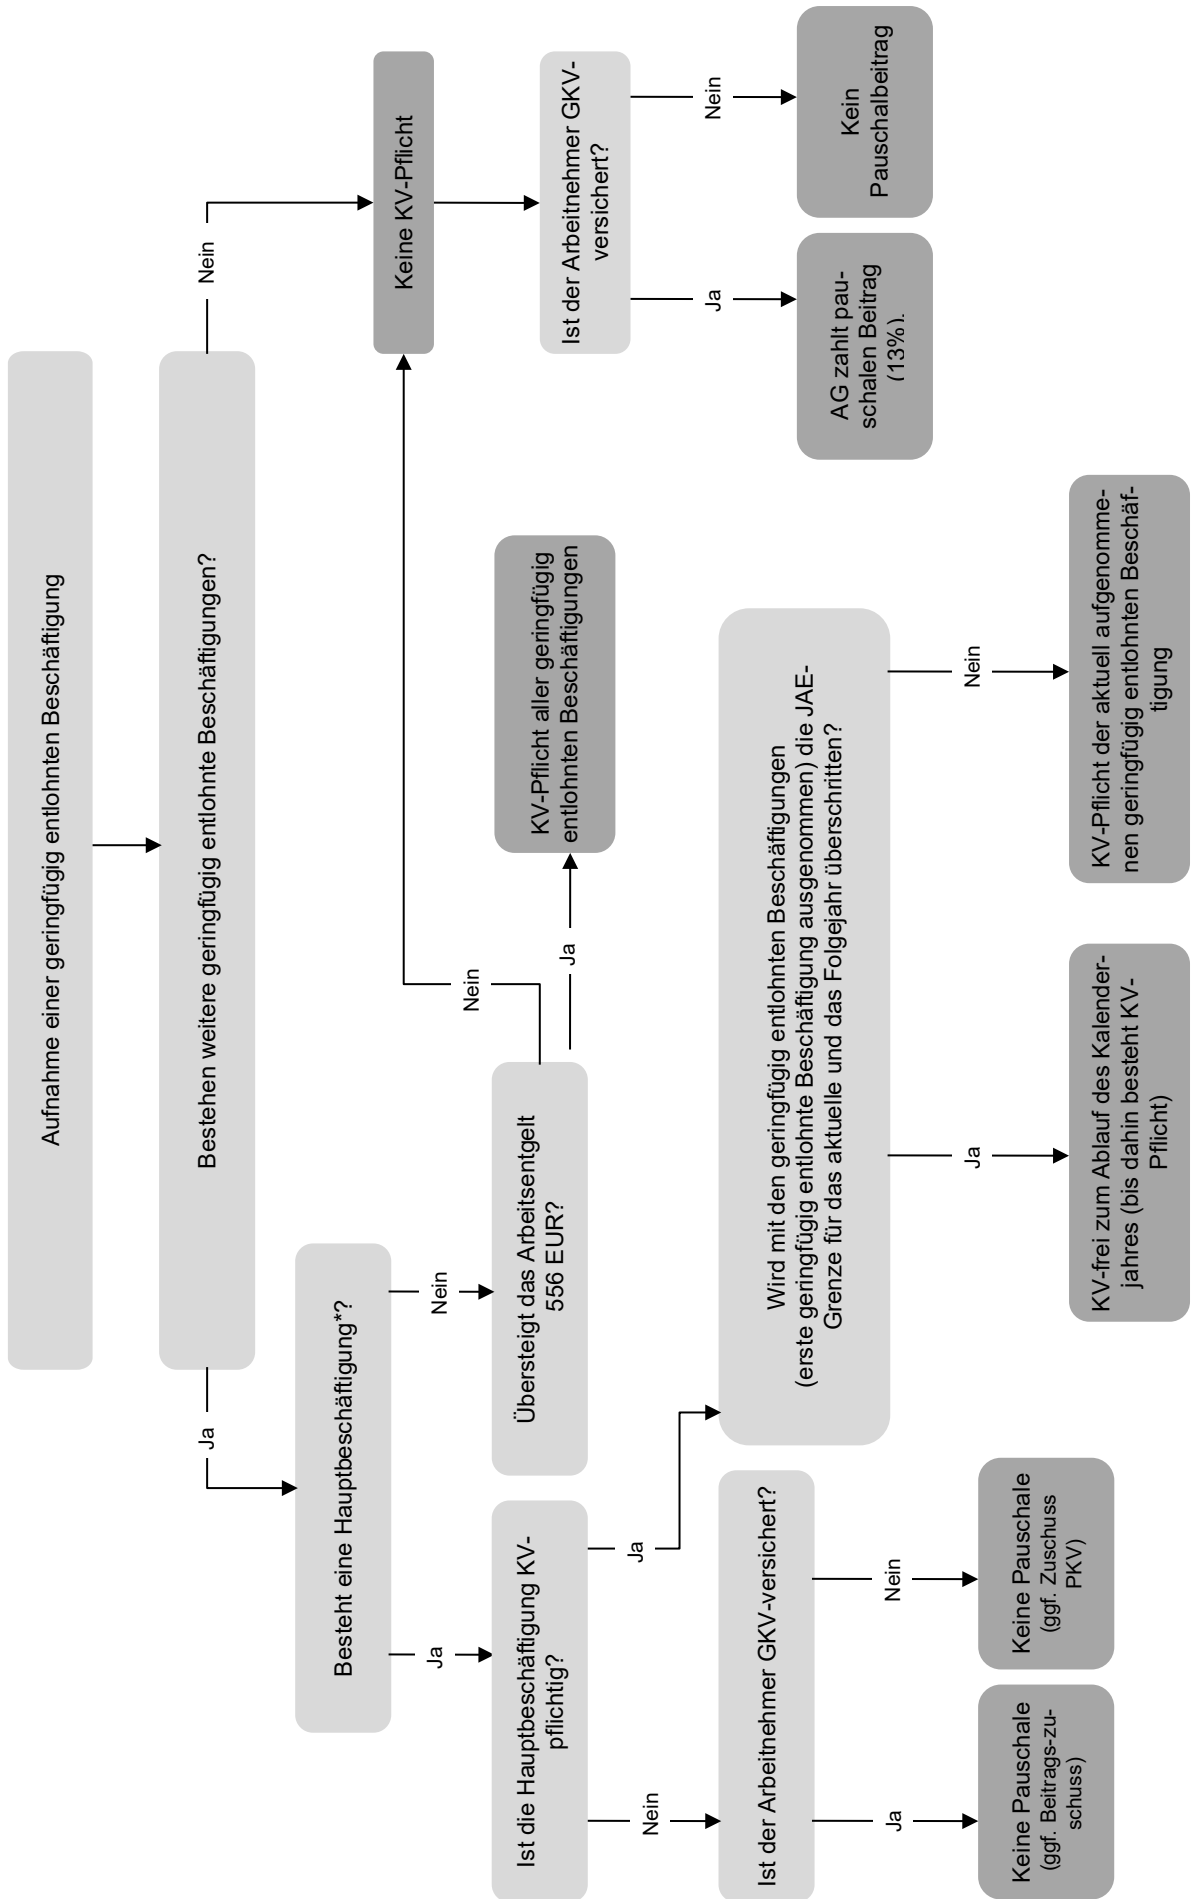 Aufnahme einer geringfügig entlohnten Beschäftigung
Bestehen weitere geringfügig entlohnte Beschäftigungen?
Ja
Nein
Besteht eine Hauptbeschäftigung*?
Ja
Nein
Keine KV-Pflicht
Ist die Hauptbeschäftigung KV-
pflichtig?
Übersteigt das Arbeitsentgelt
556 EUR?
Nein
Ja
KV-Pflicht aller geringfügig
entlohnten Beschäftigungen
Ist der Arbeitnehmer GKV-
versichert?
Nein
Ja
Ja
Nein
Ist der Arbeitnehmer GKV-versichert?
Wird mit den geringfügig entlohnten Beschäftigungen
(erste geringfügig entlohnte Beschäftigung ausgenommen) die JAE-
Grenze für das aktuelle und das Folgejahr überschritten?
AG zahlt pau-
schalen Beitrag
(13%).
Kein
Pauschalbeitrag
Ja
Nein
Ja
Nein
Keine Pauschale
(ggf. Beitrags-zu-
schuss)
Keine Pauschale
(ggf. Zuschuss
PKV)
KV-frei zum Ablauf des Kalender-
jahres (bis dahin besteht KV-
Pflicht)
KV-Pflicht der aktuell aufgenomme-
nen geringfügig entlohnten Beschäf-
tigung